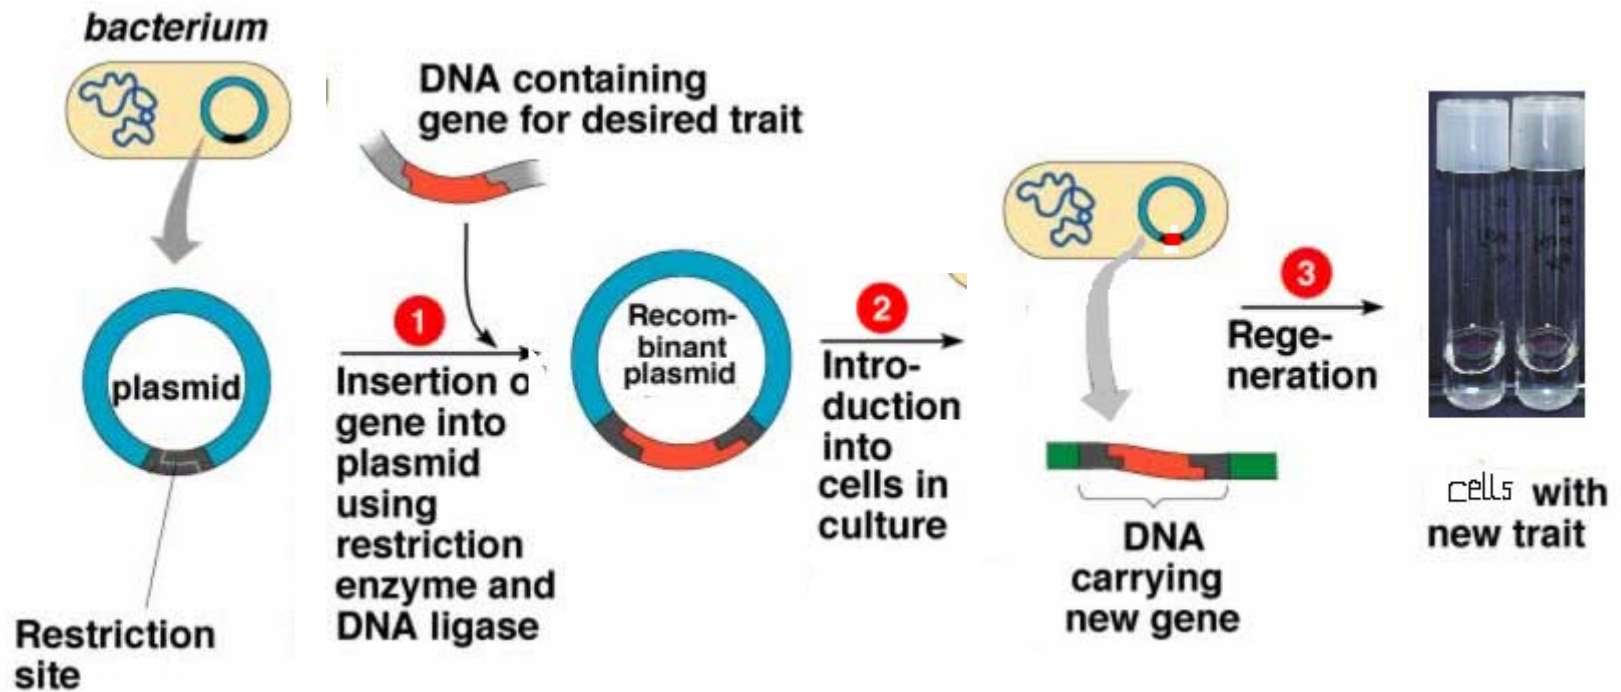 bacterium
plasmid
Restriction
site
DNA containing
gene for desired trait
1
Insertion o
gene into
plasmid
using
restriction
enzyme and
DNA ligase
Recom-
binant
plasmid
2
Intro-
duction
into
cells in
culture
DNA
carrying
new gene
3
Rege-
neration
cells with
new trait